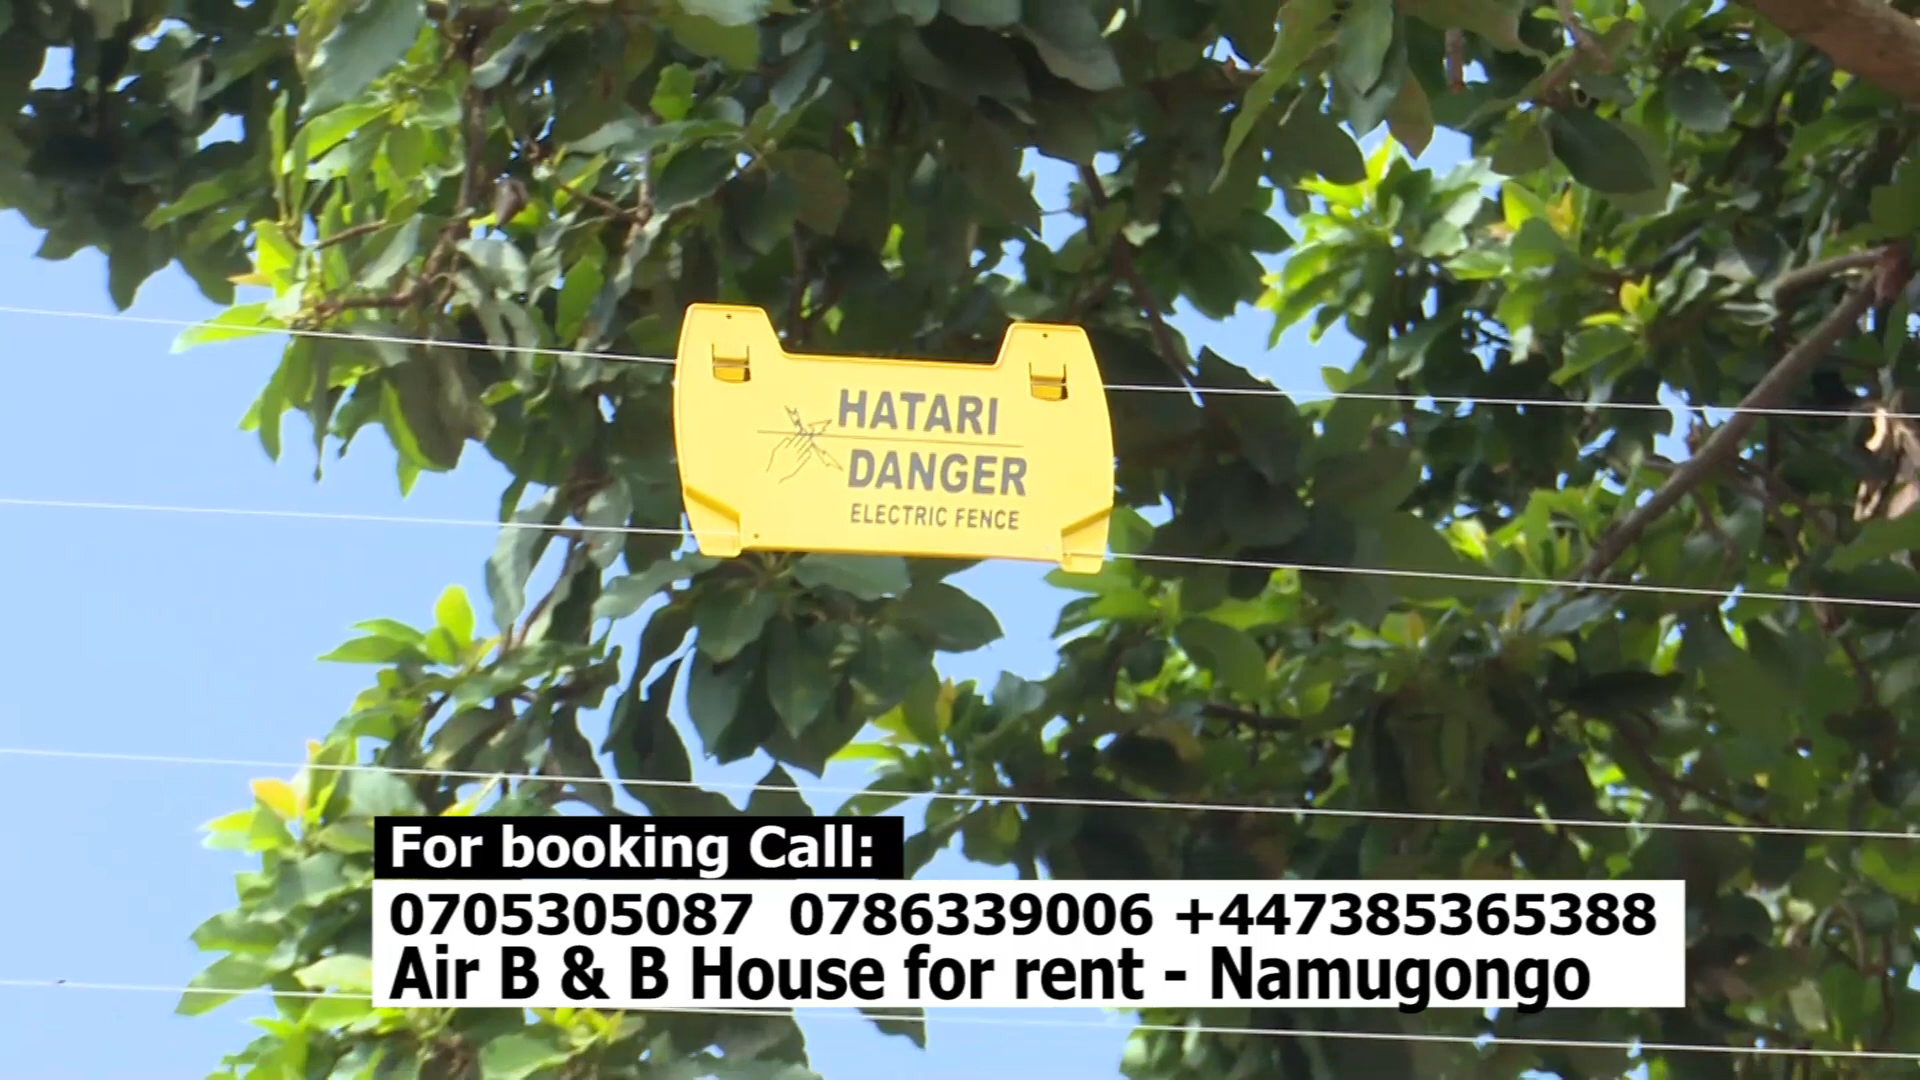 HATARI
DANGER
ELECTRIC FENCE
For booking Call:
0705305087 0786339006 +447385365388
Air B & B House for rent - Namugongo